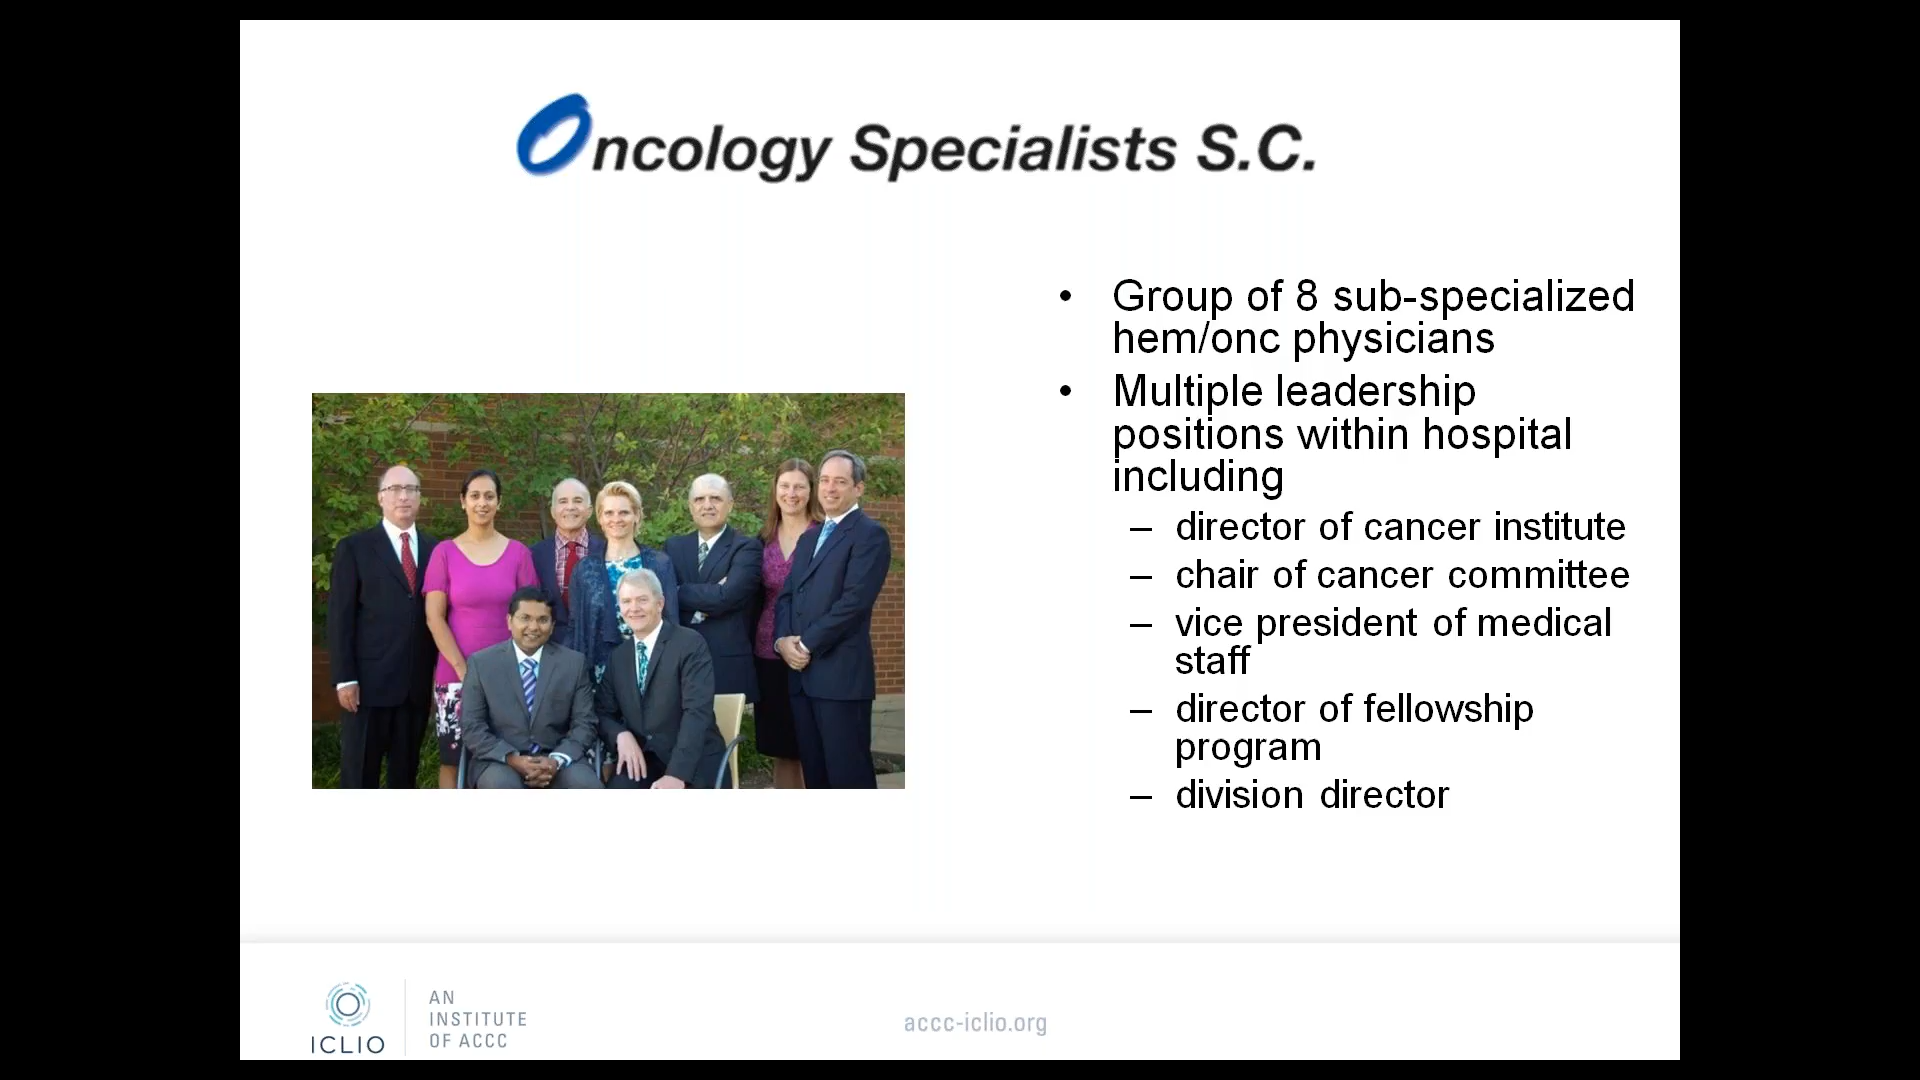 Oncology Specialists S.C.
• Group of 8 sub-specialized
hem/onc physicians
• Multiple leadership
positions within hospital
including
– director of cancer institute
– chair of cancer committee
– vice president of medical
staff
– director of fellowship
program
– division director
ICLIO
AN
INSTITUTE
OF ACCC
accc-iclio.org